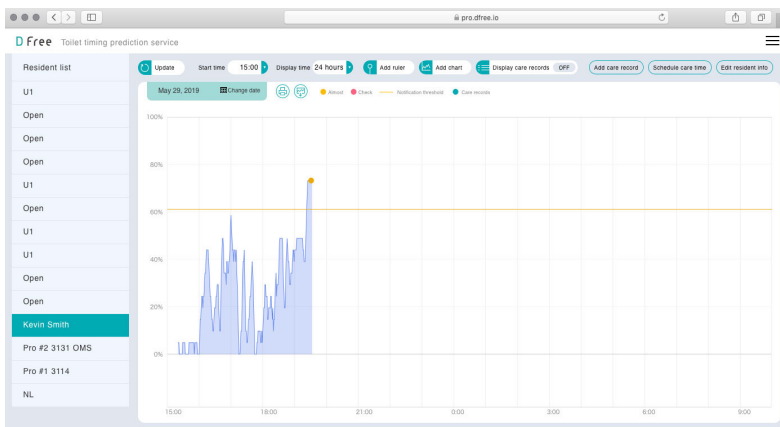 pro.dfree.io
D Free Toilet timing prediction service
Resident list
U1
Open
Open
Open
U1
Open
U1
U1
Open
Open
Kevin Smith
Pro #2 3131 OMS
Pro #1 3114
NL
Update Start time 15:00 Display time 24 hours Add ruler Add chart Display care records OFF Add care record Schedule care time Edit resident info
May 29, 2019 Change date Almost Check Notification threshold Care records
100%
80%
60%
40%
20%
0%
15:00 18:00 21:00 0:00 3:00 6:00 9:00